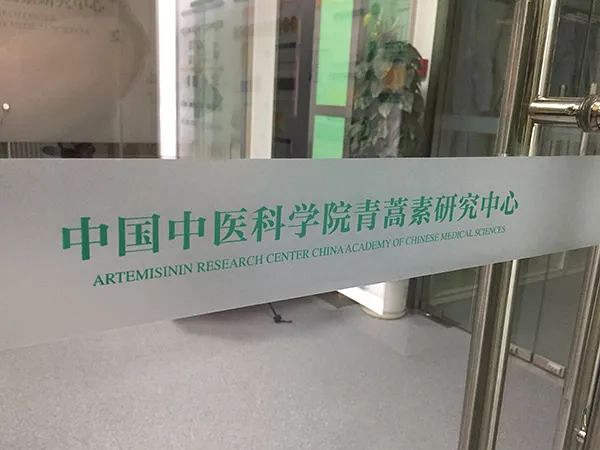 中国中医科学院青蒿素研究中心
ARTEMISININ RESEARCH CENTER CHINA ACADEMY OF CHINESE MEDICAL SCIENCES